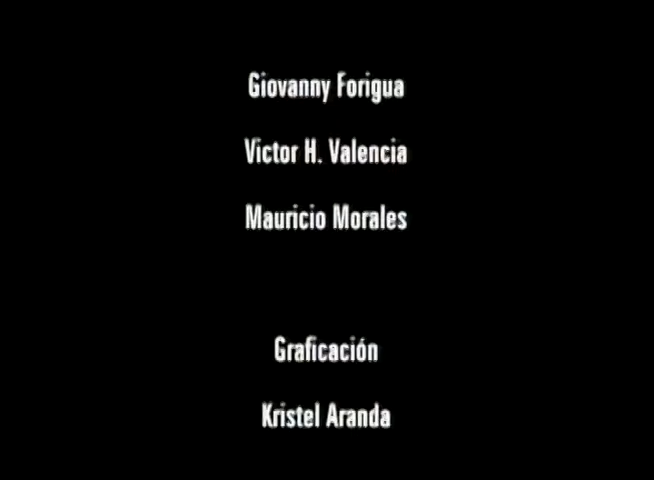 Giovanny Forigua
Victor H. Valencia
Mauricio Morales
Graficación
Kristel Aranda